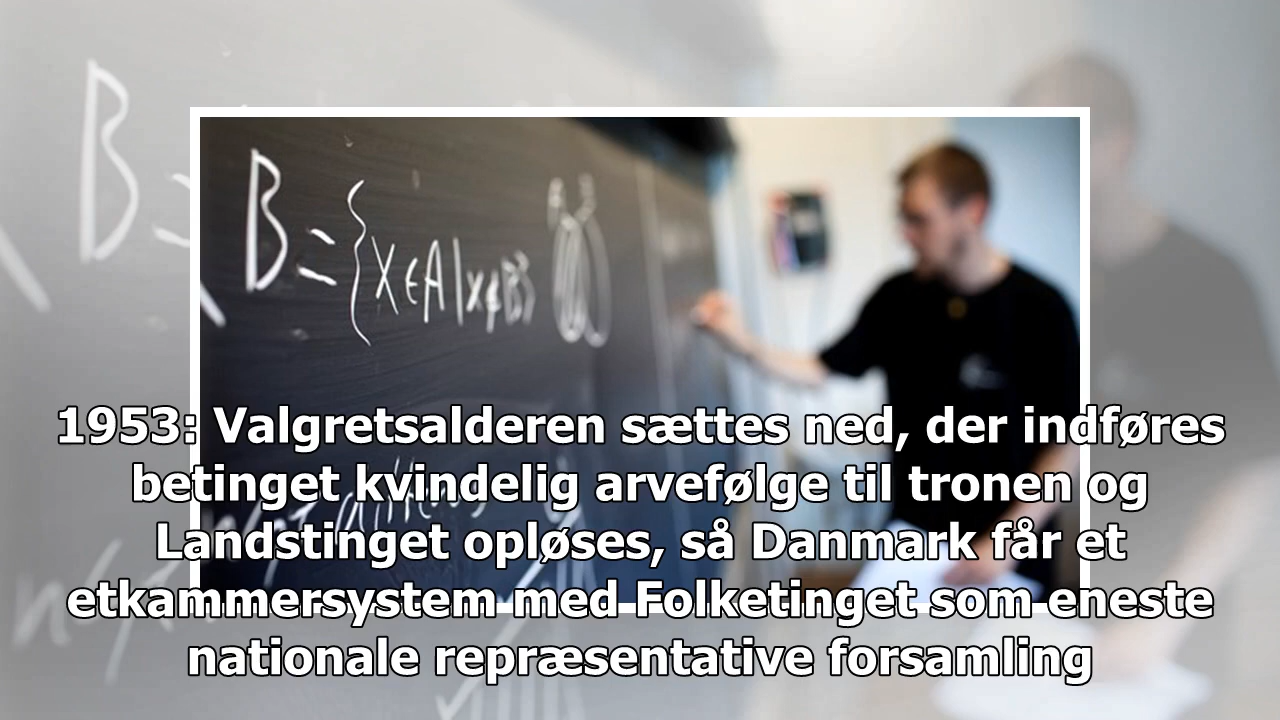 B = {x ∈ A | x ∉ B}
1953: Valgretsalderen sættes ned, der indføres
betinget kvindelig arvefølge til tronen og
Landstinget opløses, så Danmark får et
etkammersystem med Folketinget som eneste
nationale repræsentative forsamling